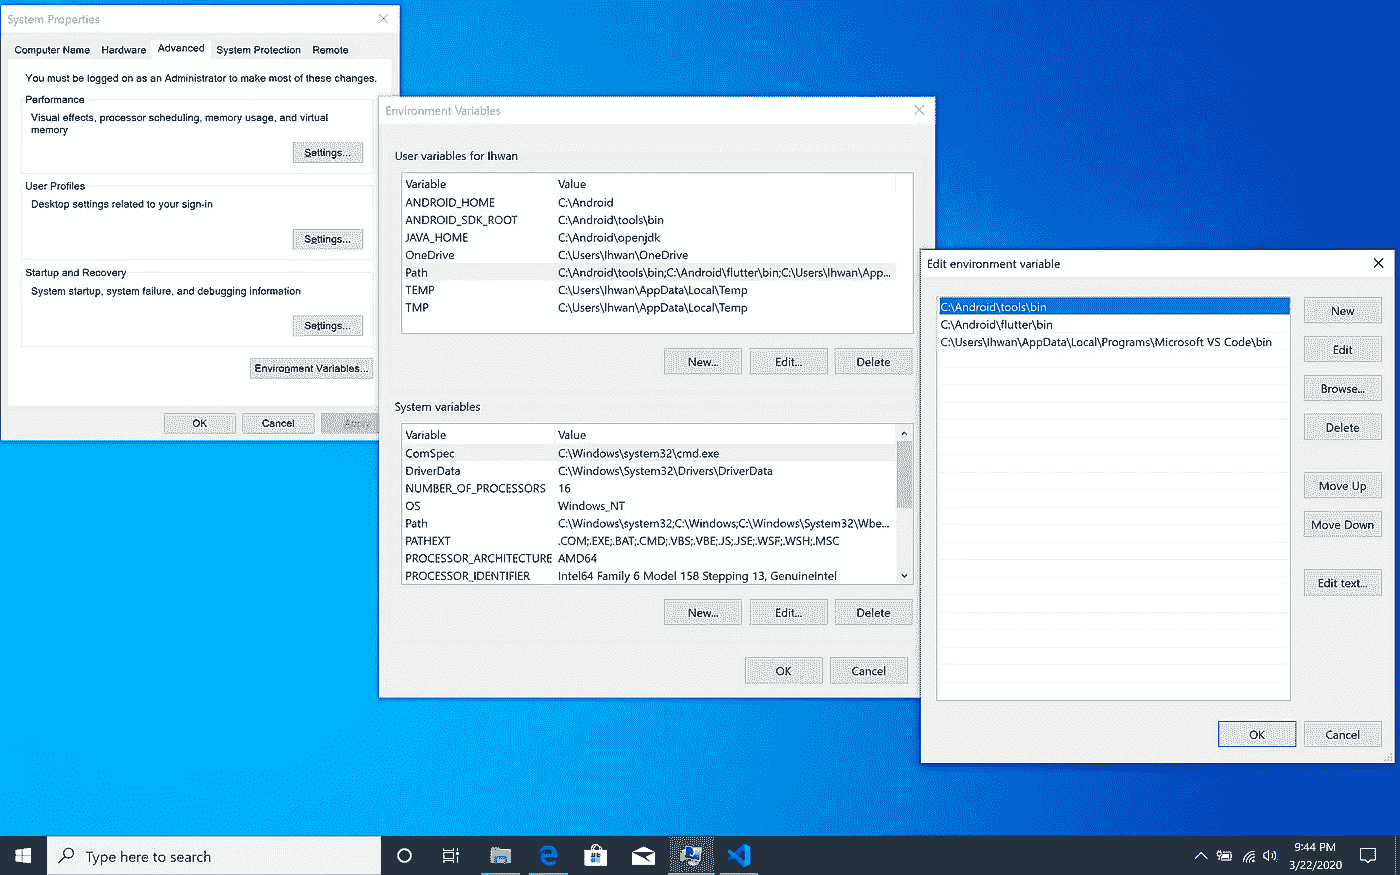 System Properties
Computer Name Hardware Advanced System Protection Remote
You must be logged on as an Administrator to make most of these changes.
Performance
Visual effects, processor scheduling, memory usage, and virtual
memory
Settings...
User Profiles
Desktop settings related to your sign-in
Settings...
Startup and Recovery
System startup, system failure, and debugging information
Settings...
Environment Variables...
OK Cancel Apply
Environment Variables
User variables for Ihwan
Variable Value
ANDROID_HOME C:\Android
ANDROID_SDK_ROOT C:\Android\tools\bin
JAVA_HOME C:\Android\openjdk
OneDrive C:\Users\Ihwan\OneDrive
Path C:\Android\tools\bin;C:\Android\flutter\bin;C:\Users\Ihwan\App...
TEMP C:\Users\Ihwan\AppData\Local\Temp
TMP C:\Users\Ihwan\AppData\Local\Temp
New... Edit... Delete
System variables
Variable Value
ComSpec C:\Windows\system32\cmd.exe
DriverData C:\Windows\System32\Drivers\DriverData
NUMBER_OF_PROCESSORS 16
OS Windows_NT
Path C:\Windows\system32;C:\Windows;C:\Windows\System32\Wbe...
PATHEXT .COM;.EXE;.BAT;.CMD;.VBS;.VBE;.JS;.JSE;.WSF;.WSH;.MSC
PROCESSOR_ARCHITECTURE AMD64
PROCESSOR_IDENTIFIER Intel64 Family 6 Model 158 Stepping 13, GenuineIntel
New... Edit... Delete
OK Cancel
Edit environment variable
C:\Android\tools\bin
C:\Android\flutter\bin
C:\Users\Ihwan\AppData\Local\Programs\Microsoft VS Code\bin
New
Edit
Browse...
Delete
Move Up
Move Down
Edit text...
OK Cancel
Type here to search
9:44 PM
3/22/2020